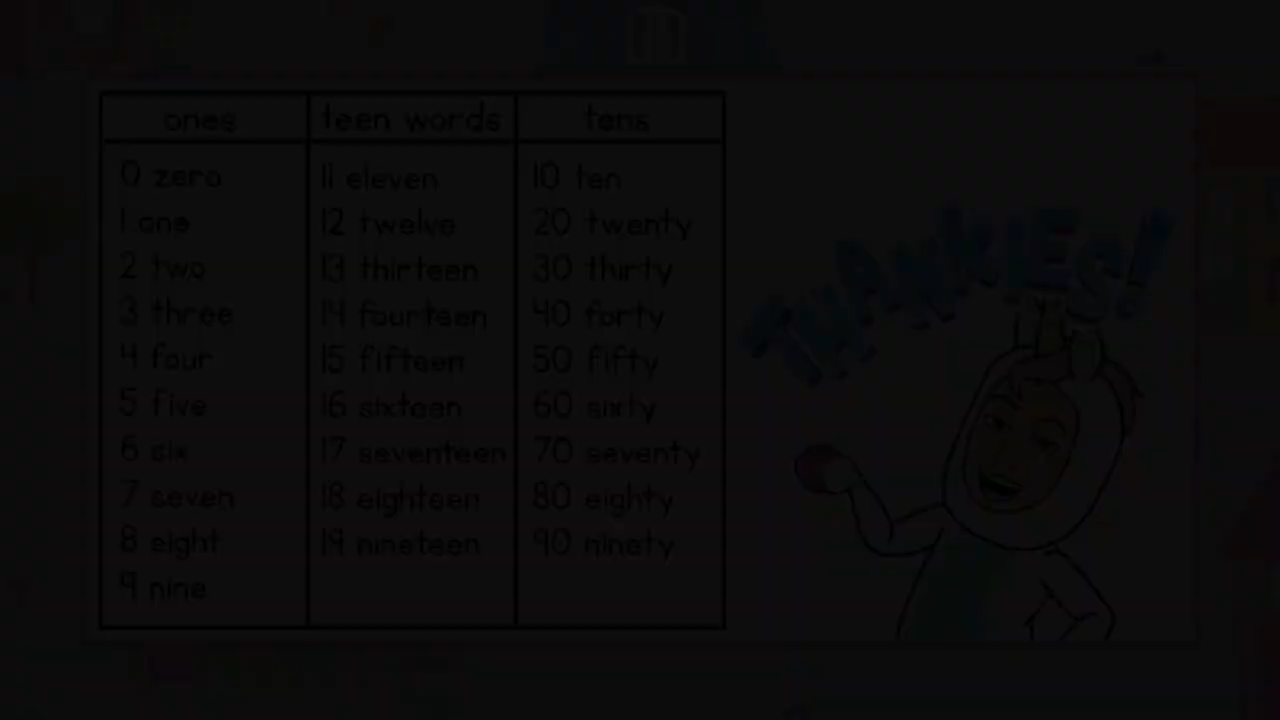 ones teen words tens
0 zero 11 eleven 10 ten
1 one 12 twelve 20 twenty
2 two 13 thirteen 30 thirty
3 three 14 fourteen 40 forty
4 four 15 fifteen 50 fifty
5 five 16 sixteen 60 sixty
6 six 17 seventeen 70 seventy
7 seven 18 eighteen 80 eighty
8 eight 19 nineteen 90 ninety
9 nine
THANKIES!